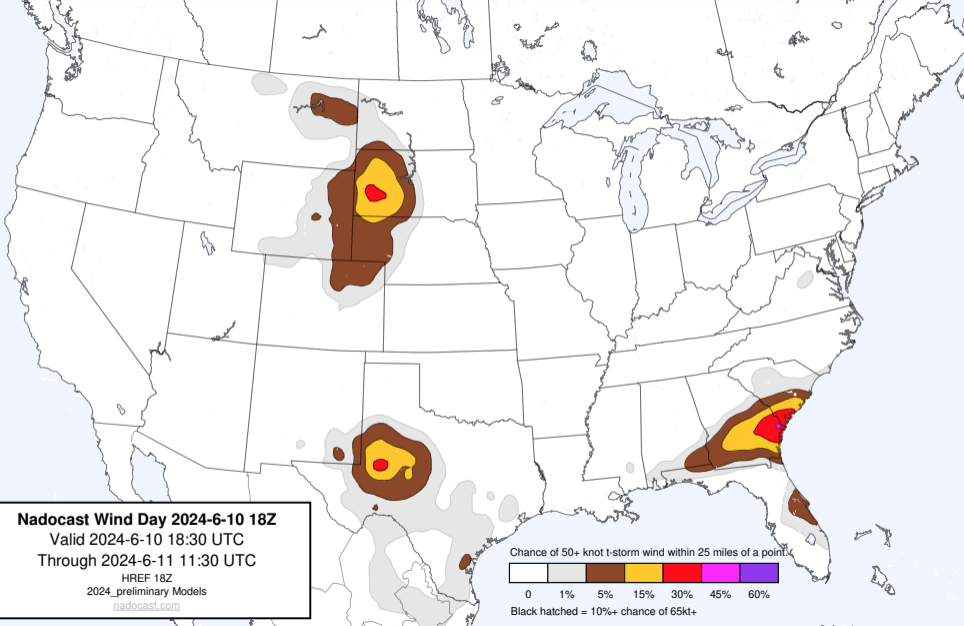 Nadocast Wind Day 2024-6-10 18Z
Valid 2024-6-10 18:30 UTC
Through 2024-6-11 11:30 UTC
HREF 18Z
2024_preliminary Models
nadocast.com
Chance of 50+ knot t-storm wind within 25 miles of a point.
0 1% 5% 15% 30% 45% 60%
Black hatched = 10%+ chance of 65kt+